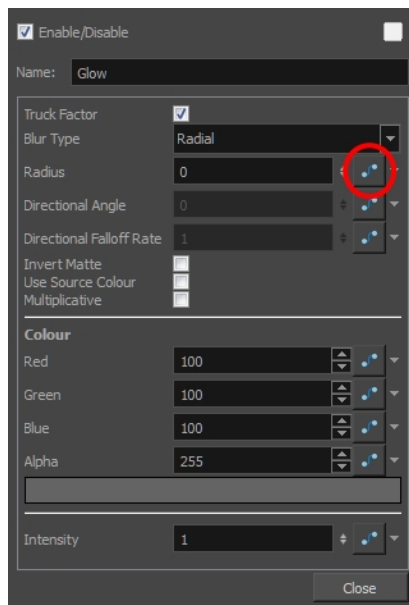 Enable/Disable
Name: Glow
Truck Factor
Blur Type Radial
Radius 0
Directional Angle 0
Directional Falloff Rate 1
Invert Matte
Use Source Colour
Multiplicative
Colour
Red 100
Green 100
Blue 100
Alpha 255
Intensity 1
Close